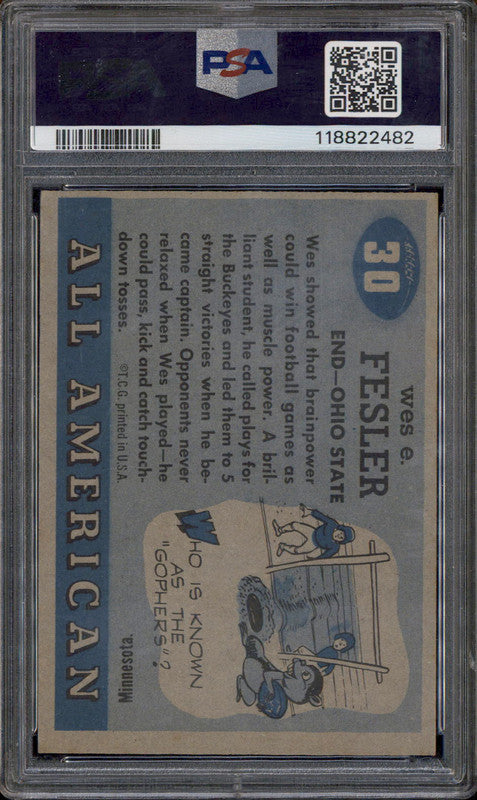 PSA
118822482
30
wes e.
FESLER
END—OHIO STATE
Wes showed that brainpower
could win football games as
well as muscle power. A bril-
liant student, he called plays for
the Buckeyes and led them to 5
straight victories when he be-
came captain. Opponents never
relaxed when Wes played—he
could pass, kick and catch touch-
down tosses.
©T.C.G. printed in U.S.A.
WHO IS KNOWN
AS THE
"GOPHERS"?
Minnesota.
ALL AMERICAN